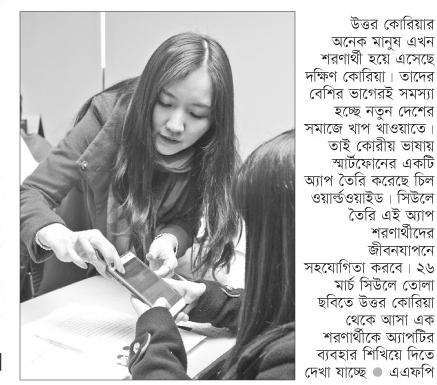 উত্তর কোরিয়ার
অনেক মানুষ এখন
শরণার্থী হয়ে এসেছে
দক্ষিণ কোরিয়া। তাদের
বেশির ভাগেরই সমস্যা
হচ্ছে নতুন দেশের
সমাজে খাপ খাওয়াতে।
তাই কোরীয় ভাষায়
স্মার্টফোনের একটি
অ্যাপ তৈরি করেছে চিল
ওয়ার্ল্ডওয়াইড। সিউলে
তৈরি এই অ্যাপ
শরণার্থীদের
জীবনযাপনে
সহযোগিতা করবে। ২৬
মার্চ সিউলে তোলা
ছবিতে উত্তর কোরিয়া
থেকে আসা এক
শরণার্থীকে অ্যাপটির
ব্যবহার শিখিয়ে দিতে
দেখা যাচ্ছে ● এএফপি